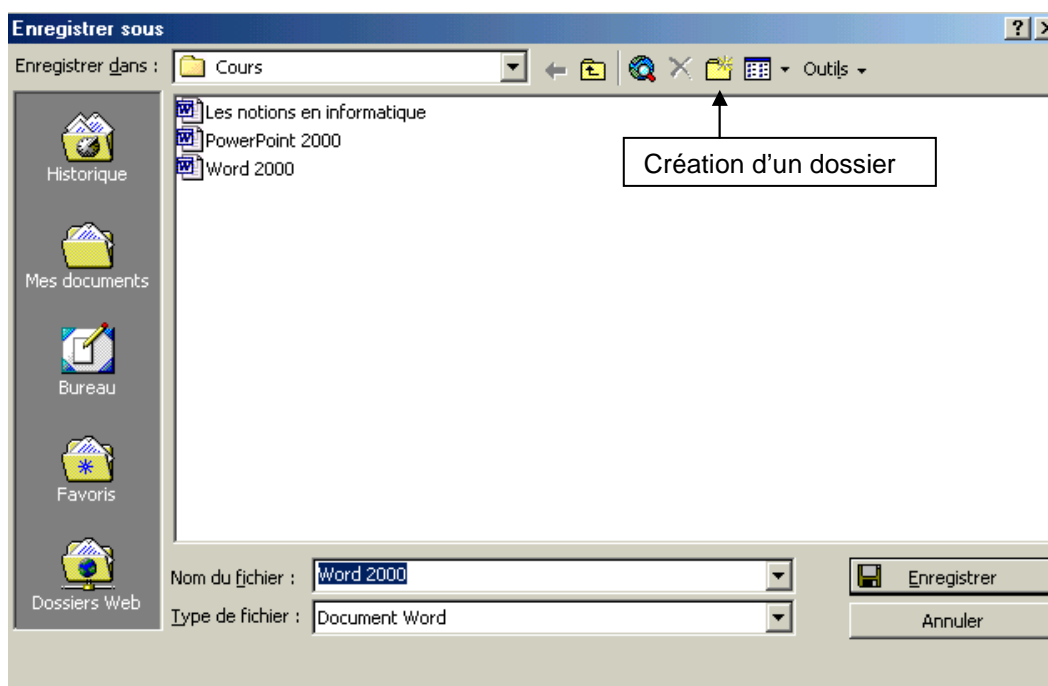 Enregistrer sous
Enregistrer dans : Cours Outils
Les notions en informatique
PowerPoint 2000
Word 2000
Création d'un dossier
Historique
Mes documents
Bureau
Favoris
Dossiers Web
Nom du fichier : Word 2000 Enregistrer
Type de fichier : Document Word Annuler